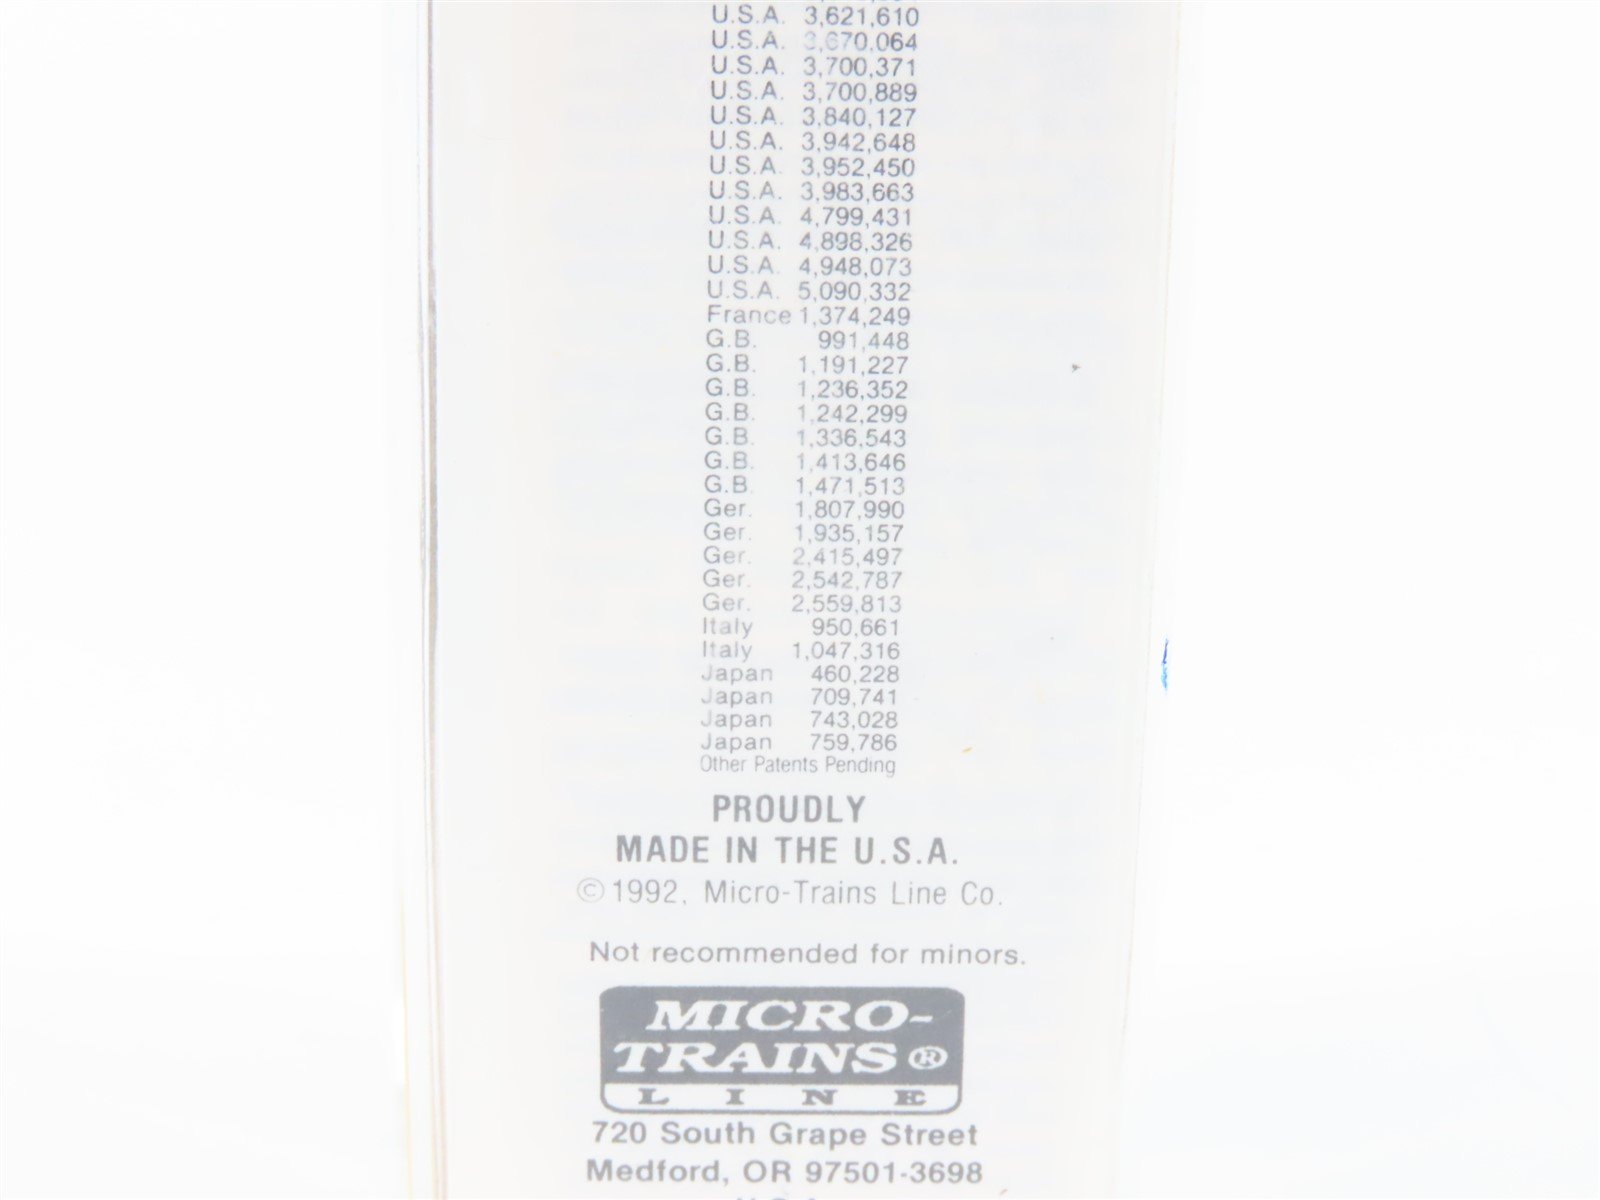 U.S.A. 3,621,610
U.S.A. 3,670,064
U.S.A. 3,700,371
U.S.A. 3,700,889
U.S.A. 3,840,127
U.S.A. 3,942,648
U.S.A. 3,952,450
U.S.A. 3,983,663
U.S.A. 4,799,431
U.S.A. 4,898,326
U.S.A. 4,948,073
U.S.A. 5,090,332
France 1,374,249
G.B. 991,448
G.B. 1,191,227
G.B. 1,236,352
G.B. 1,242,299
G.B. 1,336,543
G.B. 1,413,646
G.B. 1,471,513
Ger. 1,807,990
Ger. 1,935,157
Ger. 2,415,497
Ger. 2,542,787
Ger. 2,559,813
Italy 950,661
Italy 1,047,316
Japan 460,228
Japan 709,741
Japan 743,028
Japan 759,786
Other Patents Pending
PROUDLY
MADE IN THE U.S.A.
© 1992, Micro-Trains Line Co.
Not recommended for minors.
MICRO-
TRAINS®
LINE
720 South Grape Street
Medford, OR 97501-3698